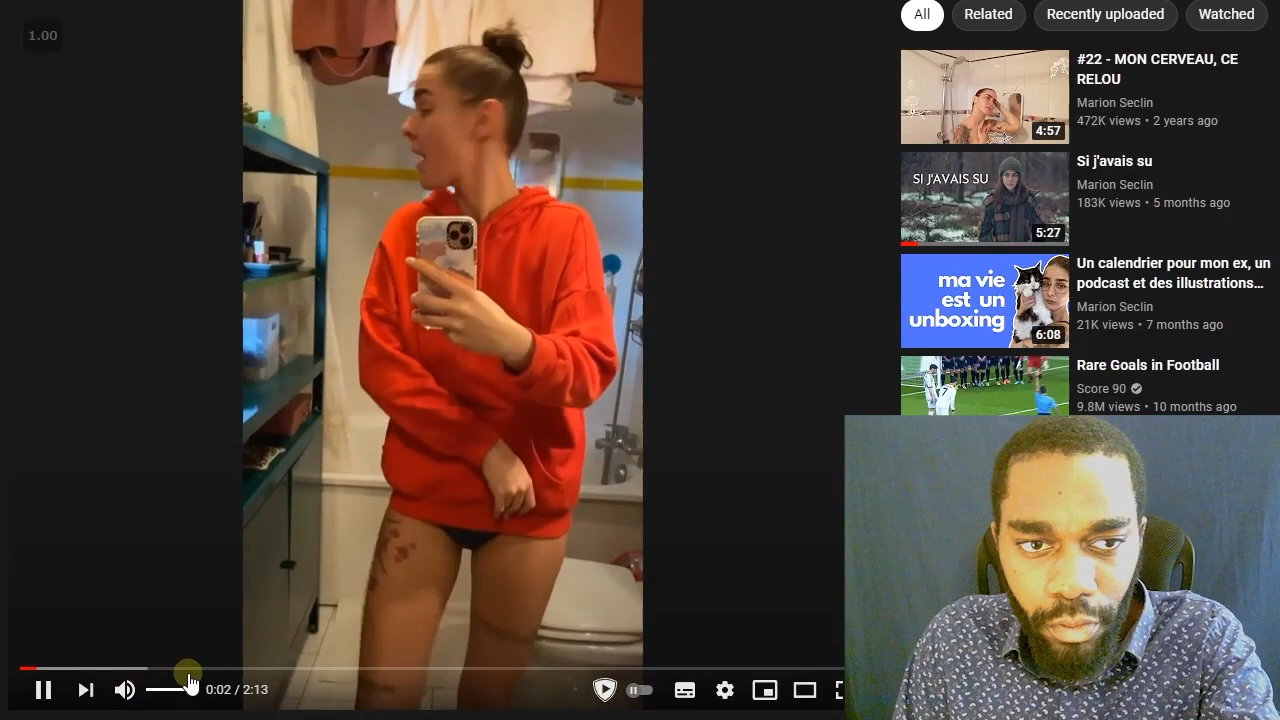 1.00
All
Related
Recently uploaded
Watched
#22 - MON CERVEAU, CE
RELOU
Marion Seclin
472K views • 2 years ago
4:57
SI J'AVAIS SU
Si j'avais su
Marion Seclin
183K views • 5 months ago
5:27
ma vie
est un
unboxing
Un calendrier pour mon ex, un
podcast et des illustrations…
Marion Seclin
21K views • 7 months ago
6:08
Rare Goals in Football
Score 90
9.8M views • 10 months ago
0:02 / 2:13